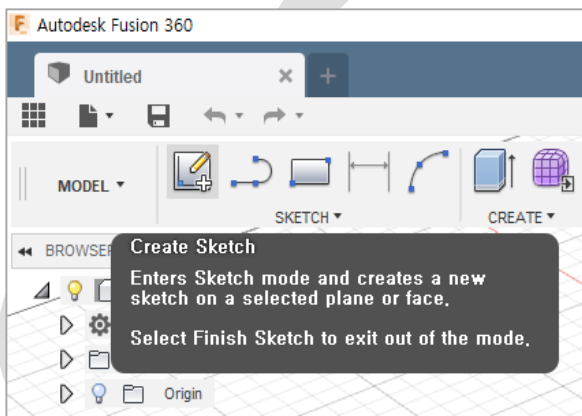 Autodesk Fusion 360
Untitled
MODEL
SKETCH
CREATE
BROWSER
Create Sketch
Enters Sketch mode and creates a new
sketch on a selected plane or face.
Select Finish Sketch to exit out of the mode.
Origin